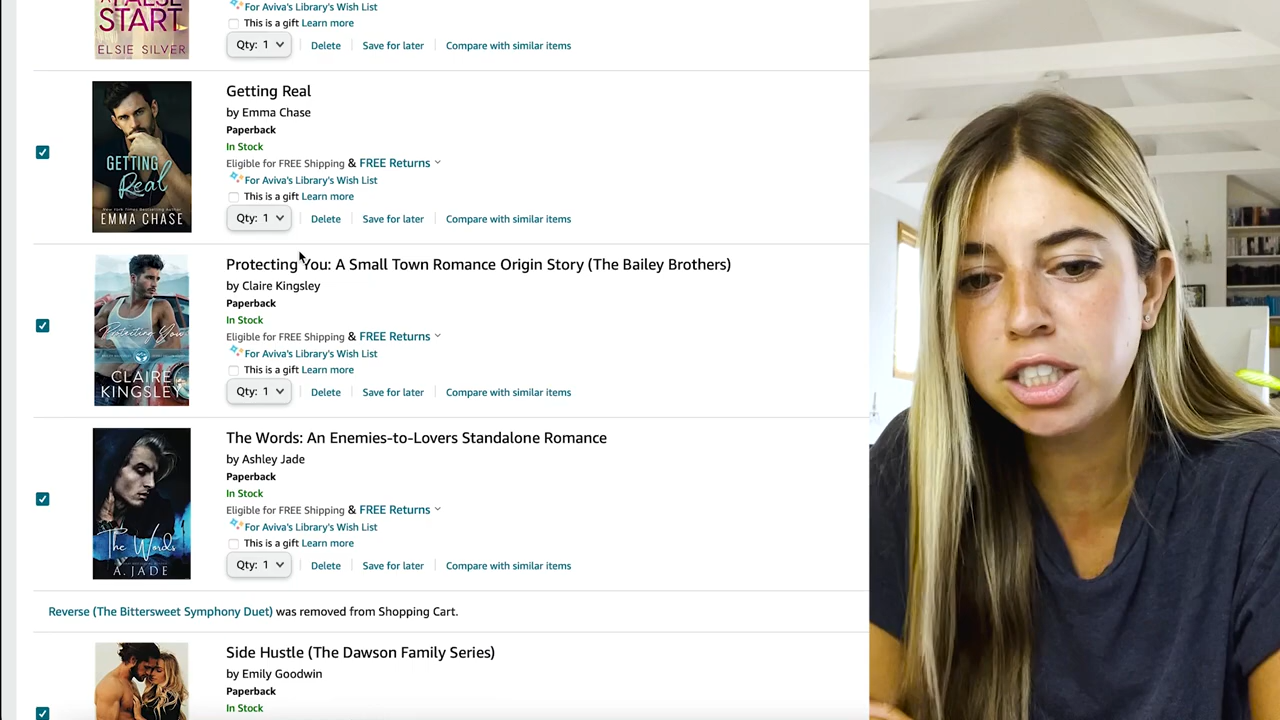 START
ELSIE SILVER
For Aviva's Library's Wish List
This is a gift Learn more
Qty: 1 Delete Save for later Compare with similar items
GETTING
Real
EMMA CHASE
Getting Real
by Emma Chase
Paperback
In Stock
Eligible for FREE Shipping & FREE Returns
For Aviva's Library's Wish List
This is a gift Learn more
Qty: 1 Delete Save for later Compare with similar items
Protecting You
CLAIRE
KINGSLEY
Protecting You: A Small Town Romance Origin Story (The Bailey Brothers)
by Claire Kingsley
Paperback
In Stock
Eligible for FREE Shipping & FREE Returns
For Aviva's Library's Wish List
This is a gift Learn more
Qty: 1 Delete Save for later Compare with similar items
The Words
A. JADE
The Words: An Enemies-to-Lovers Standalone Romance
by Ashley Jade
Paperback
In Stock
Eligible for FREE Shipping & FREE Returns
For Aviva's Library's Wish List
This is a gift Learn more
Qty: 1 Delete Save for later Compare with similar items
Reverse (The Bittersweet Symphony Duet) was removed from Shopping Cart.
Side Hustle (The Dawson Family Series)
by Emily Goodwin
Paperback
In Stock